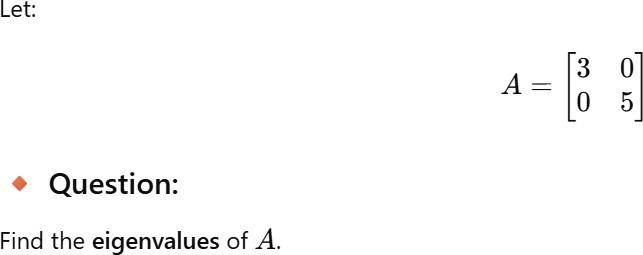 Let:
A = [3 0
0 5]
Question:
Find the eigenvalues of A.